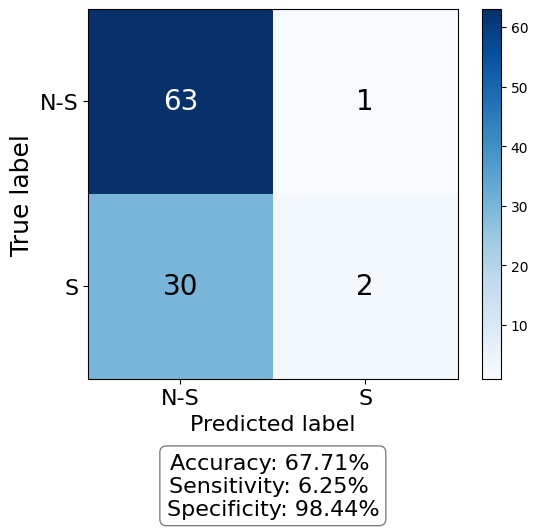 63
1
30
2
N-S
S
True label
N-S
S
Predicted label
60
50
40
30
20
10
Accuracy: 67.71%
Sensitivity: 6.25%
Specificity: 98.44%